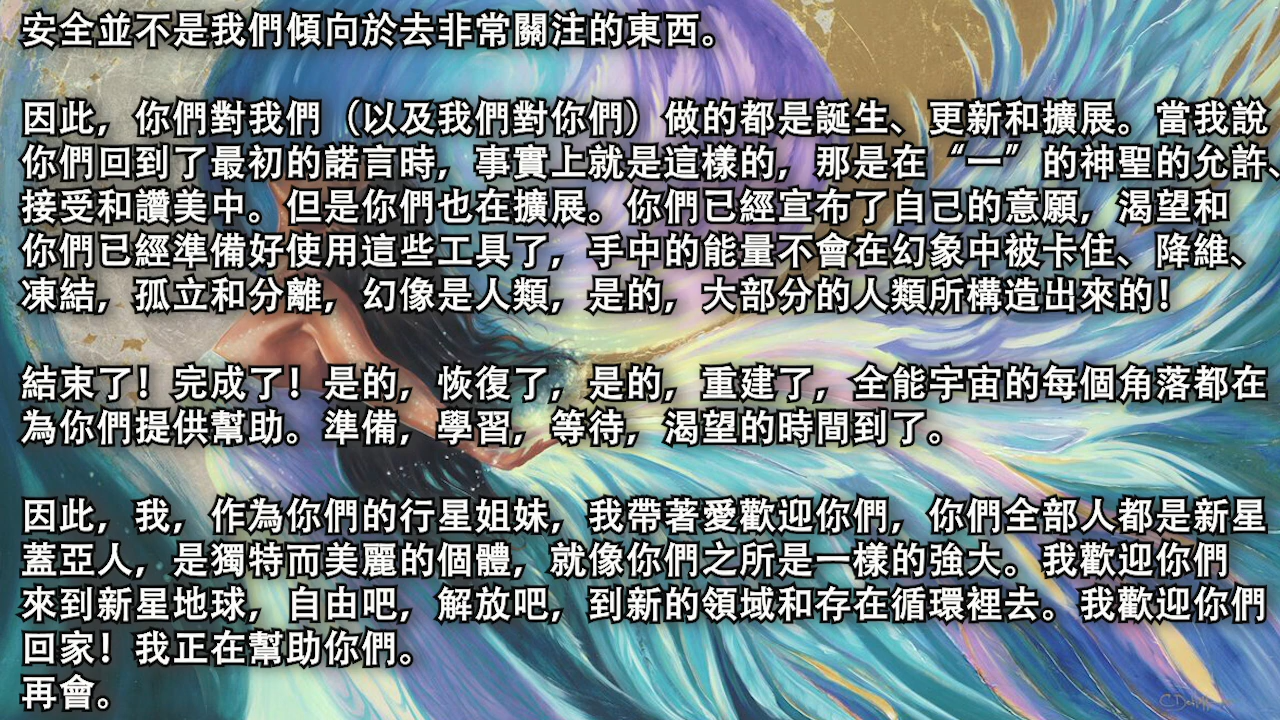 安全並不是我們傾向於去非常關注的東西。
因此，你們對我們（以及我們對你們）做的都是誕生、更新和擴展。當我說
你們回到了最初的諾言時，事實上就是這樣的，那是在“一”的神聖的允許、
接受和讚美中。但是你們也在擴展。你們已經宣布了自己的意願，渴望和
你們已經準備好使用這些工具了，手中的能量不會在幻象中被卡住、降維、
凍結，孤立和分離，幻像是人類，是的，大部分的人類所構造出來的！
結束了！完成了！是的，恢復了，是的，重建了，全能宇宙的每個角落都在
為你們提供幫助。準備，學習，等待，渴望的時間到了。
因此，我，作為你們的行星姐妹，我帶著愛歡迎你們，你們全部人都是新星
蓋亞人，是獨特而美麗的個體，就像你們之所是一樣的強大。我歡迎你們
來到新星地球，自由吧，解放吧，到新的領域和存在循環裡去。我歡迎你們
回家！我正在幫助你們。
再會。